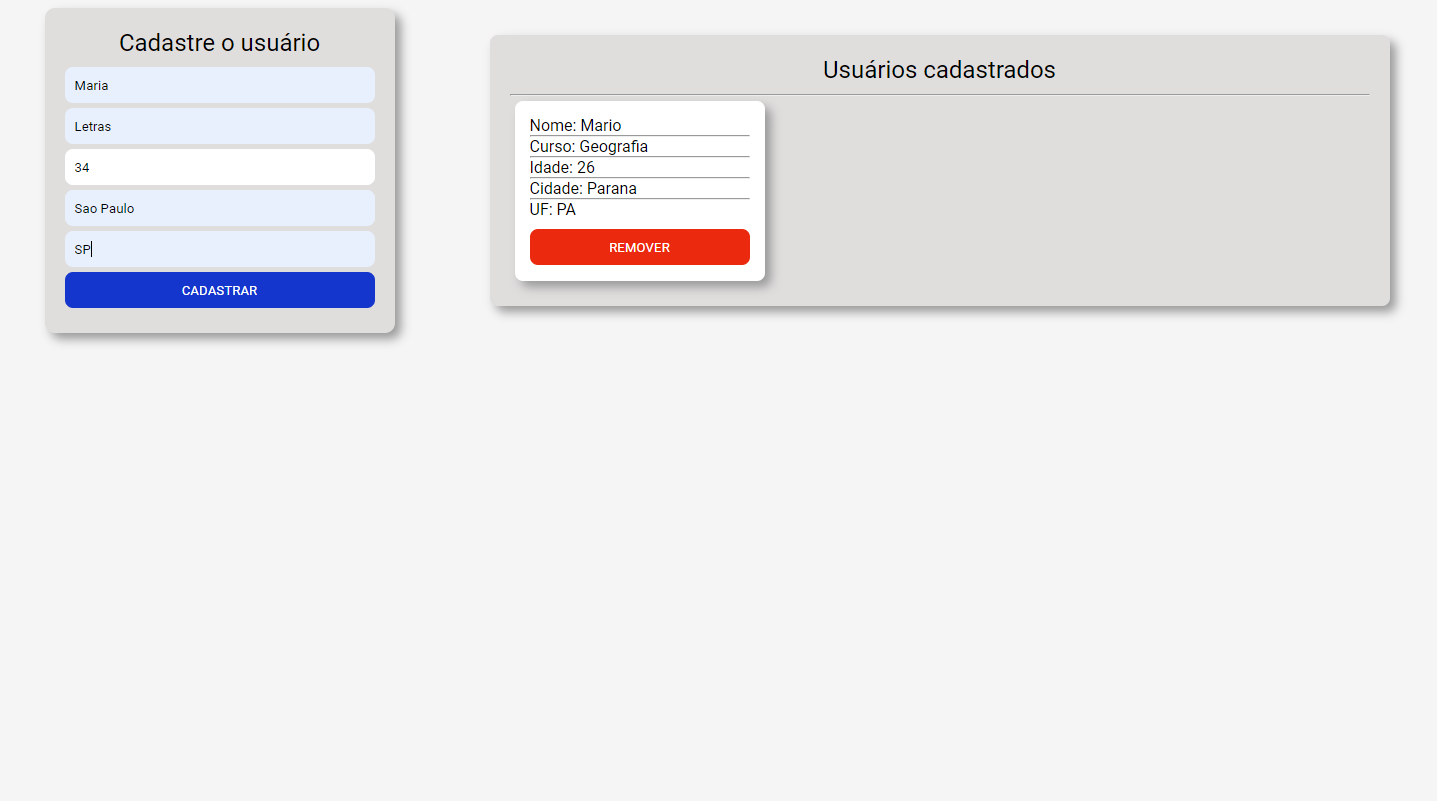 Cadastre o usuário
Maria
Letras
34
Sao Paulo
SP
CADASTRAR
Usuários cadastrados
Nome: Mario
Curso: Geografia
Idade: 26
Cidade: Parana
UF: PA
REMOVER